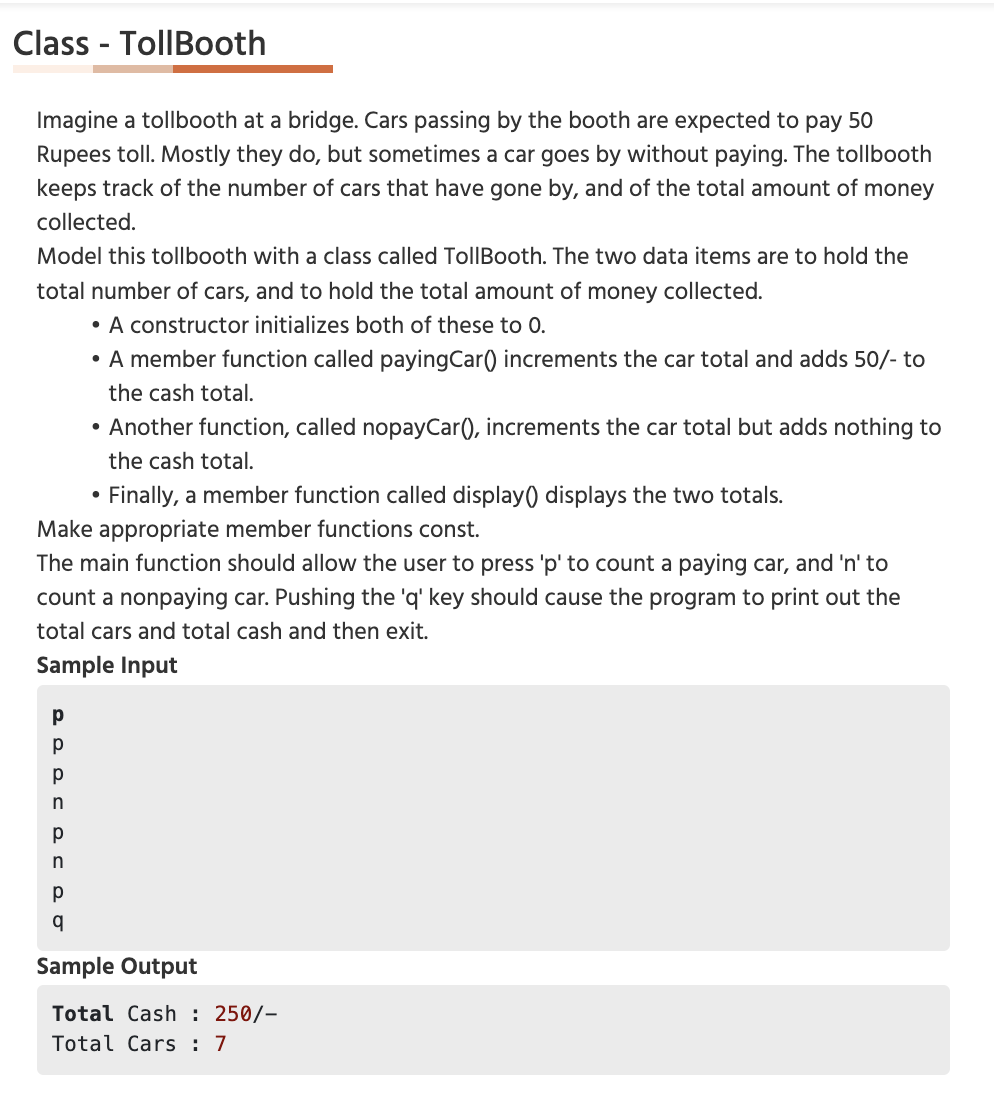 Class - TollBooth
Imagine a tollbooth at a bridge. Cars passing by the booth are expected to pay 50
Rupees toll. Mostly they do, but sometimes a car goes by without paying. The tollbooth
keeps track of the number of cars that have gone by, and of the total amount of money
collected.
Model this tollbooth with a class called TollBooth. The two data items are to hold the
total number of cars, and to hold the total amount of money collected.
• A constructor initializes both of these to 0.
• A member function called payingCar() increments the car total and adds 50/- to
the cash total.
• Another function, called nopayCar(), increments the car total but adds nothing to
the cash total.
• Finally, a member function called display() displays the two totals.
Make appropriate member functions const.
The main function should allow the user to press 'p' to count a paying car, and 'n' to
count a nonpaying car. Pushing the 'q' key should cause the program to print out the
total cars and total cash and then exit.
Sample Input
p
p
p
n
p
n
p
q
Sample Output
Total Cash : 250/-
Total Cars : 7